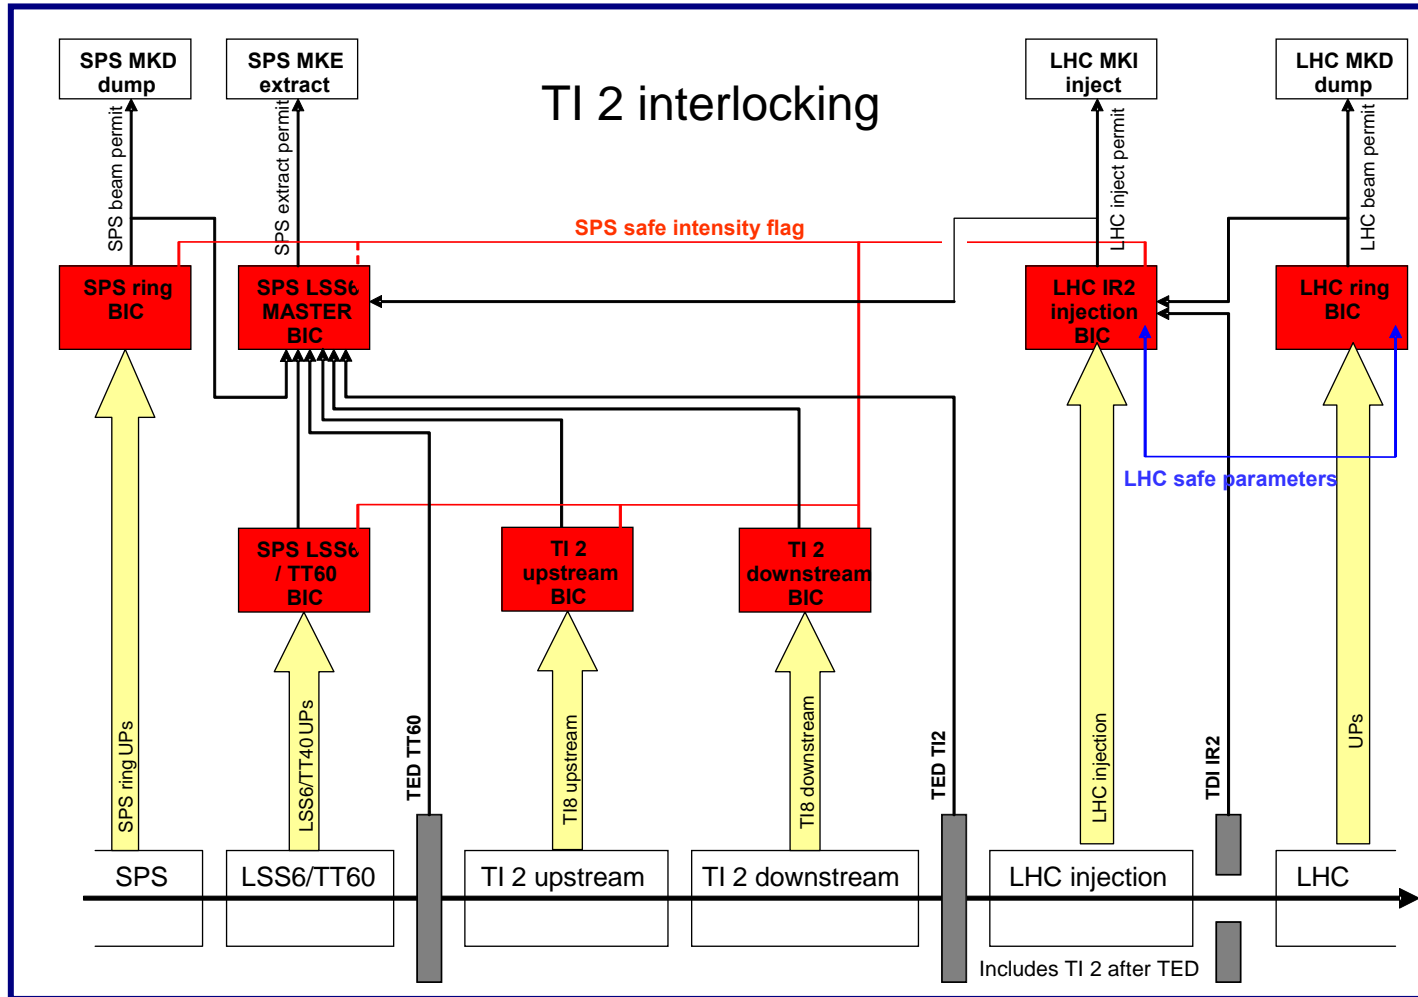 SPS MKD
dump
SPS MKE
extract
LHC MKI
inject
LHC MKD
dump
TI 2 interlocking
SPS beam permit
SPS extract permit
LHC inject permit
LHC beam permit
SPS safe intensity flag
SPS ring
BIC
SPS LSS6
MASTER
BIC
LHC IR2
injection
BIC
LHC ring
BIC
LHC safe parameters
SPS LSS6
/ TT60
BIC
TI 2
upstream
BIC
TI 2
downstream
BIC
SPS ring UPs
LSS6/TT40 UPs
TED TT60
TI8 upstream
TI8 downstream
TED TI2
LHC injection
TDI IR2
UPs
SPS
LSS6/TT60
TI 2 upstream
TI 2 downstream
LHC injection
LHC
Includes TI 2 after TED